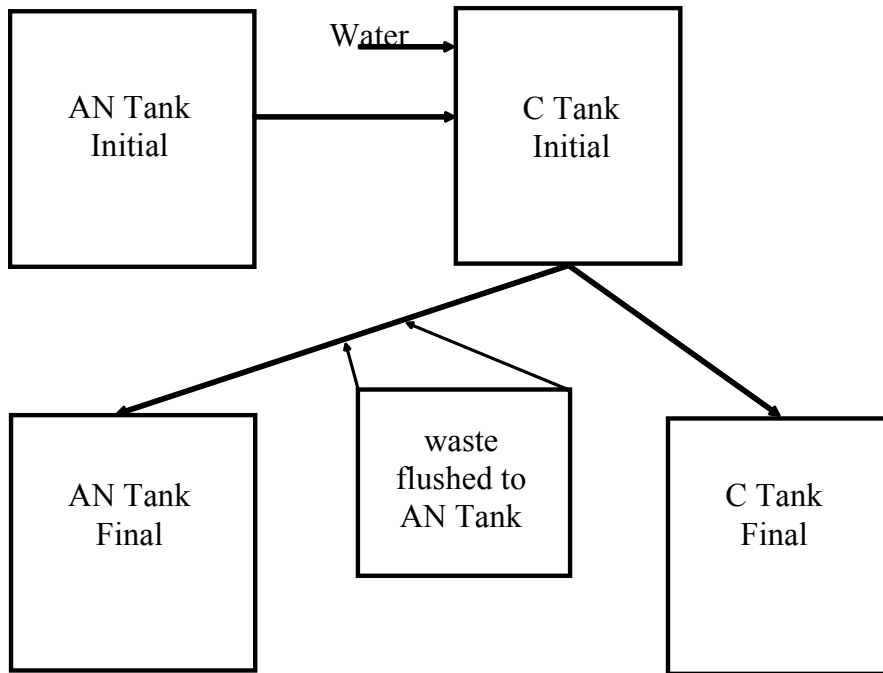 Water
AN Tank
Initial
C Tank
Initial
waste
flushed to
AN Tank
AN Tank
Final
C Tank
Final